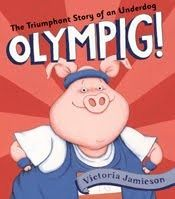 The Triumphant Story of an Underdog
OLYMPIG!
Victoria Jamieson